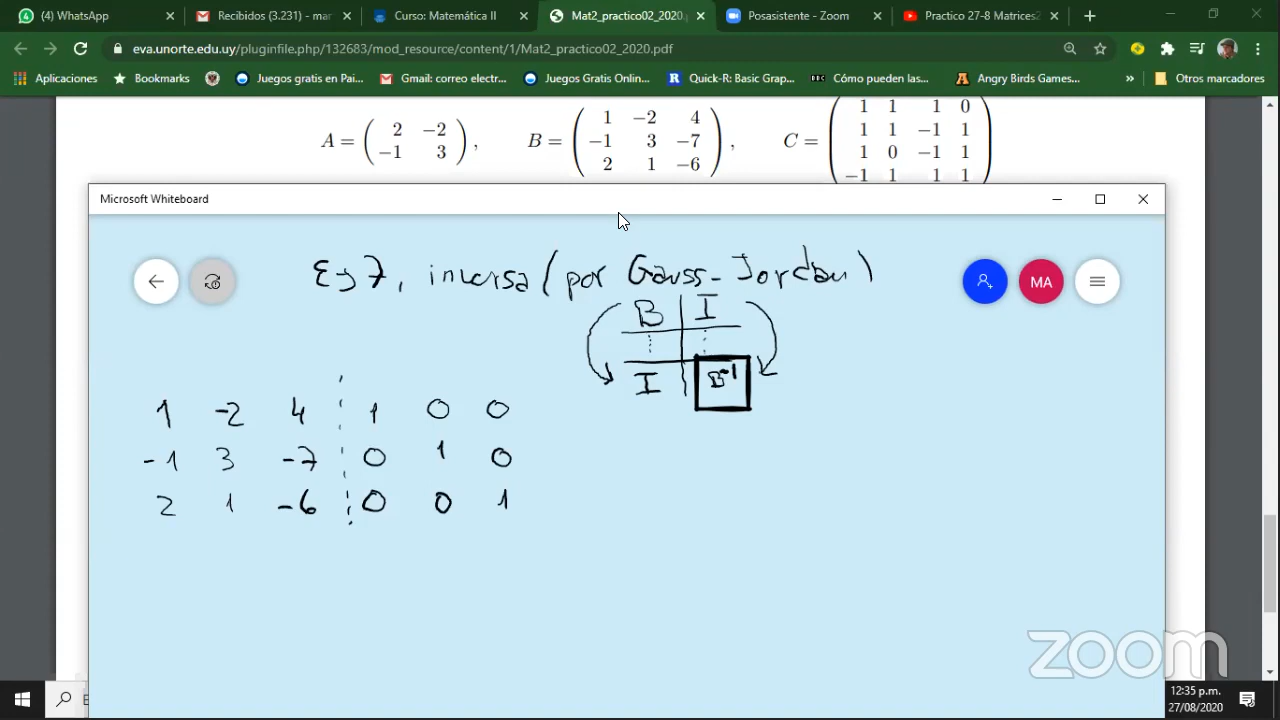 WhatsApp
Recibidos (3.231) - mar
Curso: Matemática II
Mat2_practico02_2020.
Posasistente - Zoom
Practico 27-8 Matrices2
eva.unorte.edu.uy/pluginfile.php/132683/mod_resource/content/1/Mat2_practico02_2020.pdf
Aplicaciones
Bookmarks
Juegos gratis en Pai...
Gmail: correo electr...
Juegos Gratis Onlin...
Quick-R: Basic Grap...
Cómo pueden las...
Angry Birds Games...
»
Otros marcadores
A = ( 2 -2
-1 3 ),
B = ( 1 -2 4
-1 3 -7
2 1 -6 ),
C = ( 1 1 1 0
1 1 -1 1
1 0 -1 1
-1 1 1 1 )
Microsoft Whiteboard
MA
Ej 7, inversa (por Gauss-Jordan)
B | I
I | B⁻¹
1 -2 4 1 0 0
-1 3 -7 0 1 0
2 1 -6 0 0 1
zoom
12:35 p.m.
27/08/2020